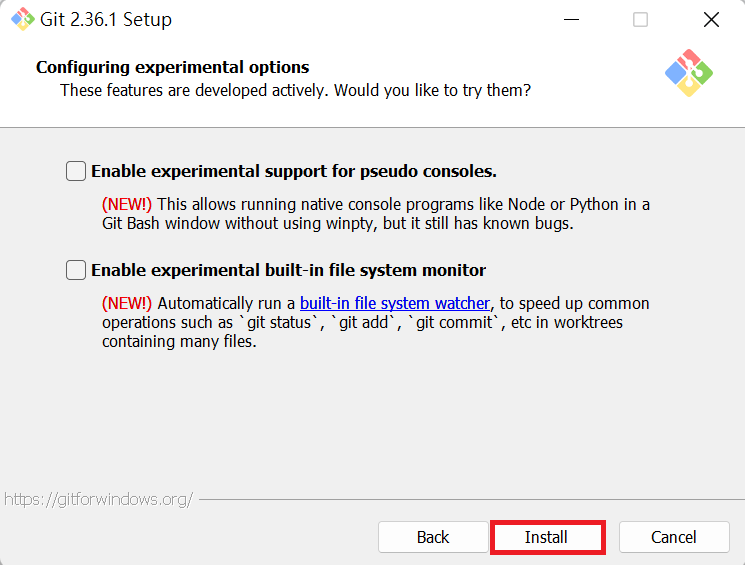 Git 2.36.1 Setup
Configuring experimental options
These features are developed actively. Would you like to try them?
Enable experimental support for pseudo consoles.
(NEW!) This allows running native console programs like Node or Python in a
Git Bash window without using winpty, but it still has known bugs.
Enable experimental built-in file system monitor
(NEW!) Automatically run a built-in file system watcher, to speed up common
operations such as `git status`, `git add`, `git commit`, etc in worktrees
containing many files.
https://gitforwindows.org/
Back
Install
Cancel